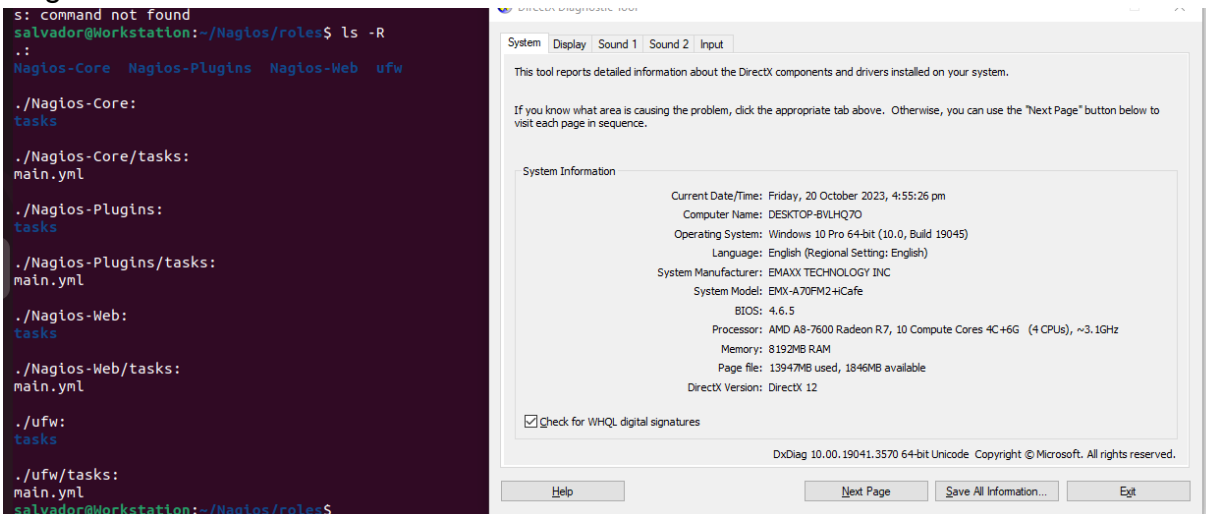 s: command not found
salvador@Workstation:~/Nagios/roles$ ls -R
.:
Nagios-Core Nagios-Plugins Nagios-Web ufw
./Nagios-Core:
tasks
./Nagios-Core/tasks:
main.yml
./Nagios-Plugins:
tasks
./Nagios-Plugins/tasks:
main.yml
./Nagios-Web:
tasks
./Nagios-Web/tasks:
main.yml
./ufw:
tasks
./ufw/tasks:
main.yml
salvador@Workstation:~/Nagios/roles$
DirectX Diagnostic Tool
System Display Sound 1 Sound 2 Input
This tool reports detailed information about the DirectX components and drivers installed on your system.
If you know what area is causing the problem, click the appropriate tab above. Otherwise, you can use the "Next Page" button below to
visit each page in sequence.
System Information
Current Date/Time: Friday, 20 October 2023, 4:55:26 pm
Computer Name: DESKTOP-BVLHQ7O
Operating System: Windows 10 Pro 64-bit (10.0, Build 19045)
Language: English (Regional Setting: English)
System Manufacturer: EMAXX TECHNOLOGY INC
System Model: EMX-A70FM2+iCafe
BIOS: 4.6.5
Processor: AMD A8-7600 Radeon R7, 10 Compute Cores 4C+6G (4 CPUs), ~3.1GHz
Memory: 8192MB RAM
Page file: 13947MB used, 1846MB available
DirectX Version: DirectX 12
Check for WHQL digital signatures
DxDiag 10.00.19041.3570 64-bit Unicode Copyright © Microsoft. All rights reserved.
Help Next Page Save All Information... Exit